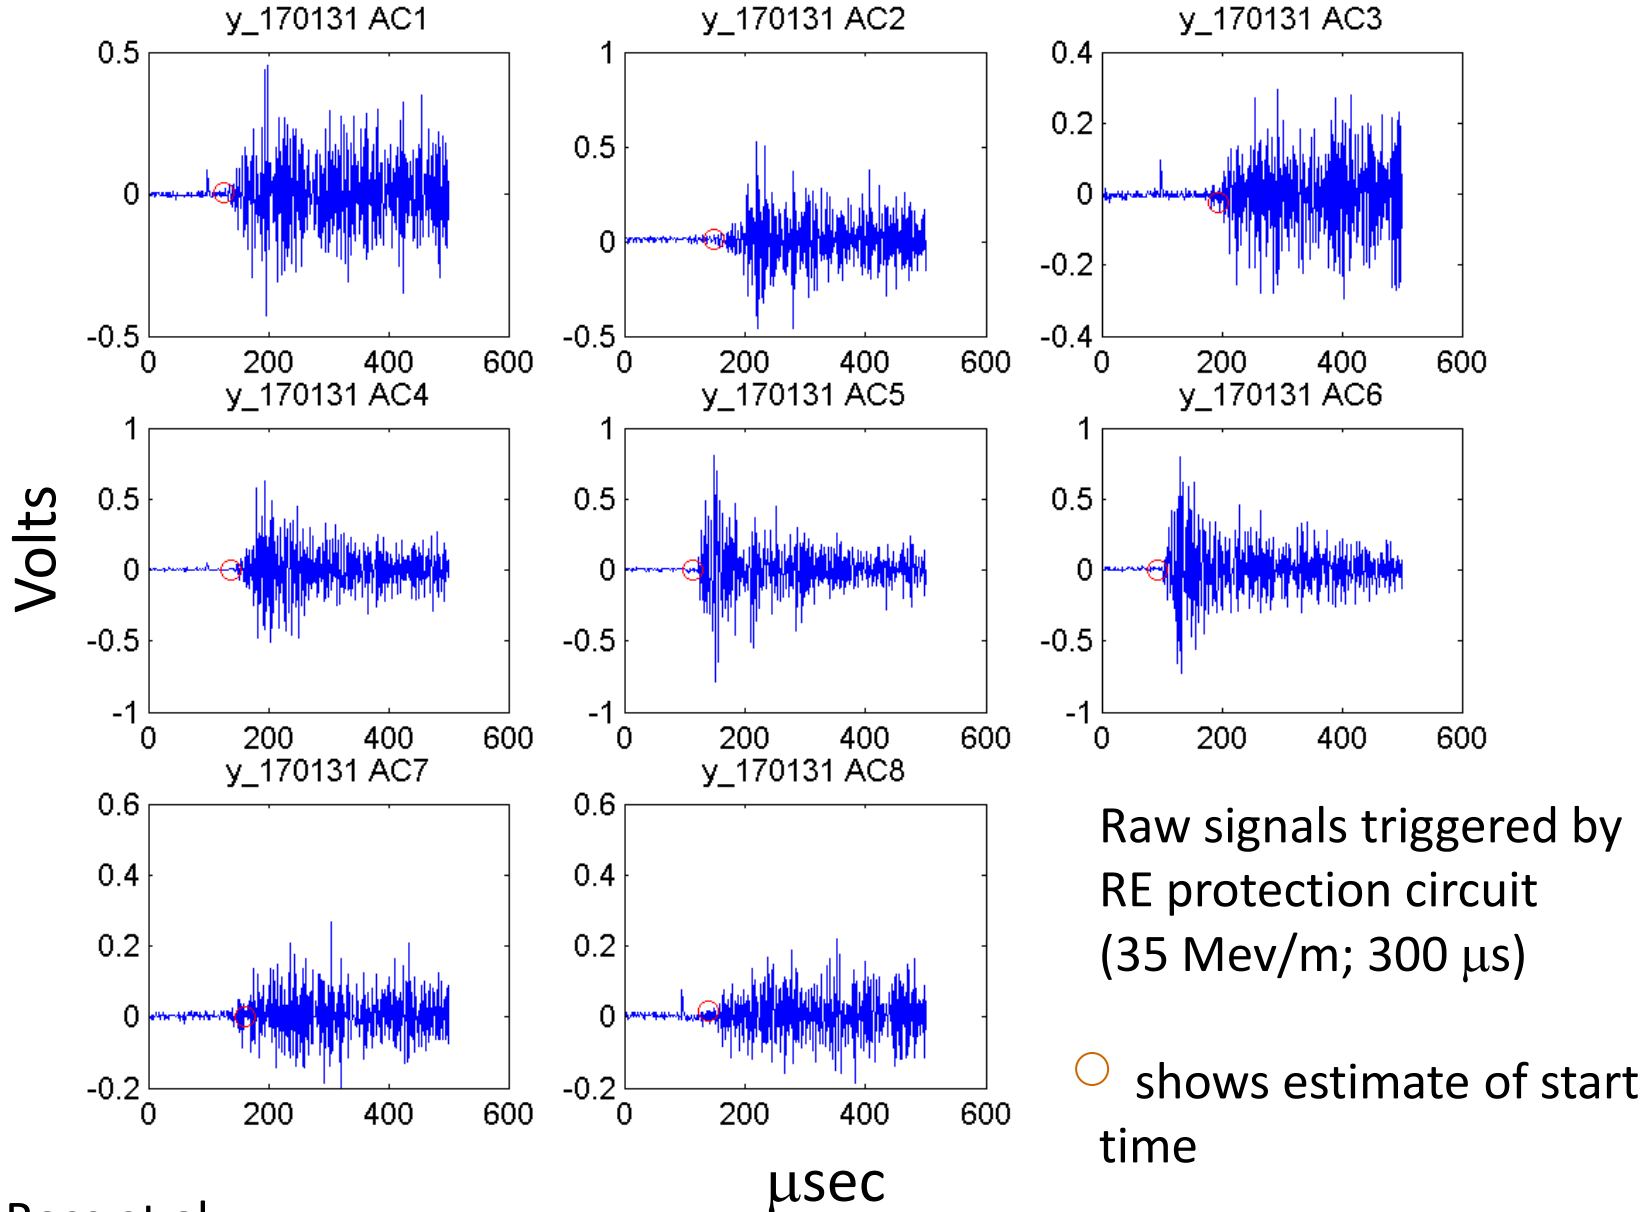 y_170131 AC1
y_170131 AC2
y_170131 AC3
0.5
0
-0.5
0 200 400 600
1
0.5
0
-0.5
0 200 400 600
0.4
0.2
0
-0.2
-0.4
0 200 400 600
y_170131 AC4
y_170131 AC5
y_170131 AC6
Volts
1
0.5
0
-0.5
-1
0 200 400 600
1
0.5
0
-0.5
-1
0 200 400 600
1
0.5
0
-0.5
-1
0 200 400 600
y_170131 AC7
y_170131 AC8
0.6
0.4
0.2
0
-0.2
0 200 400 600
0.6
0.4
0.2
0
-0.2
0 200 400 600
Raw signals triggered by
RE protection circuit
(35 Mev/m; 300 μs)
shows estimate of start
time
μsec